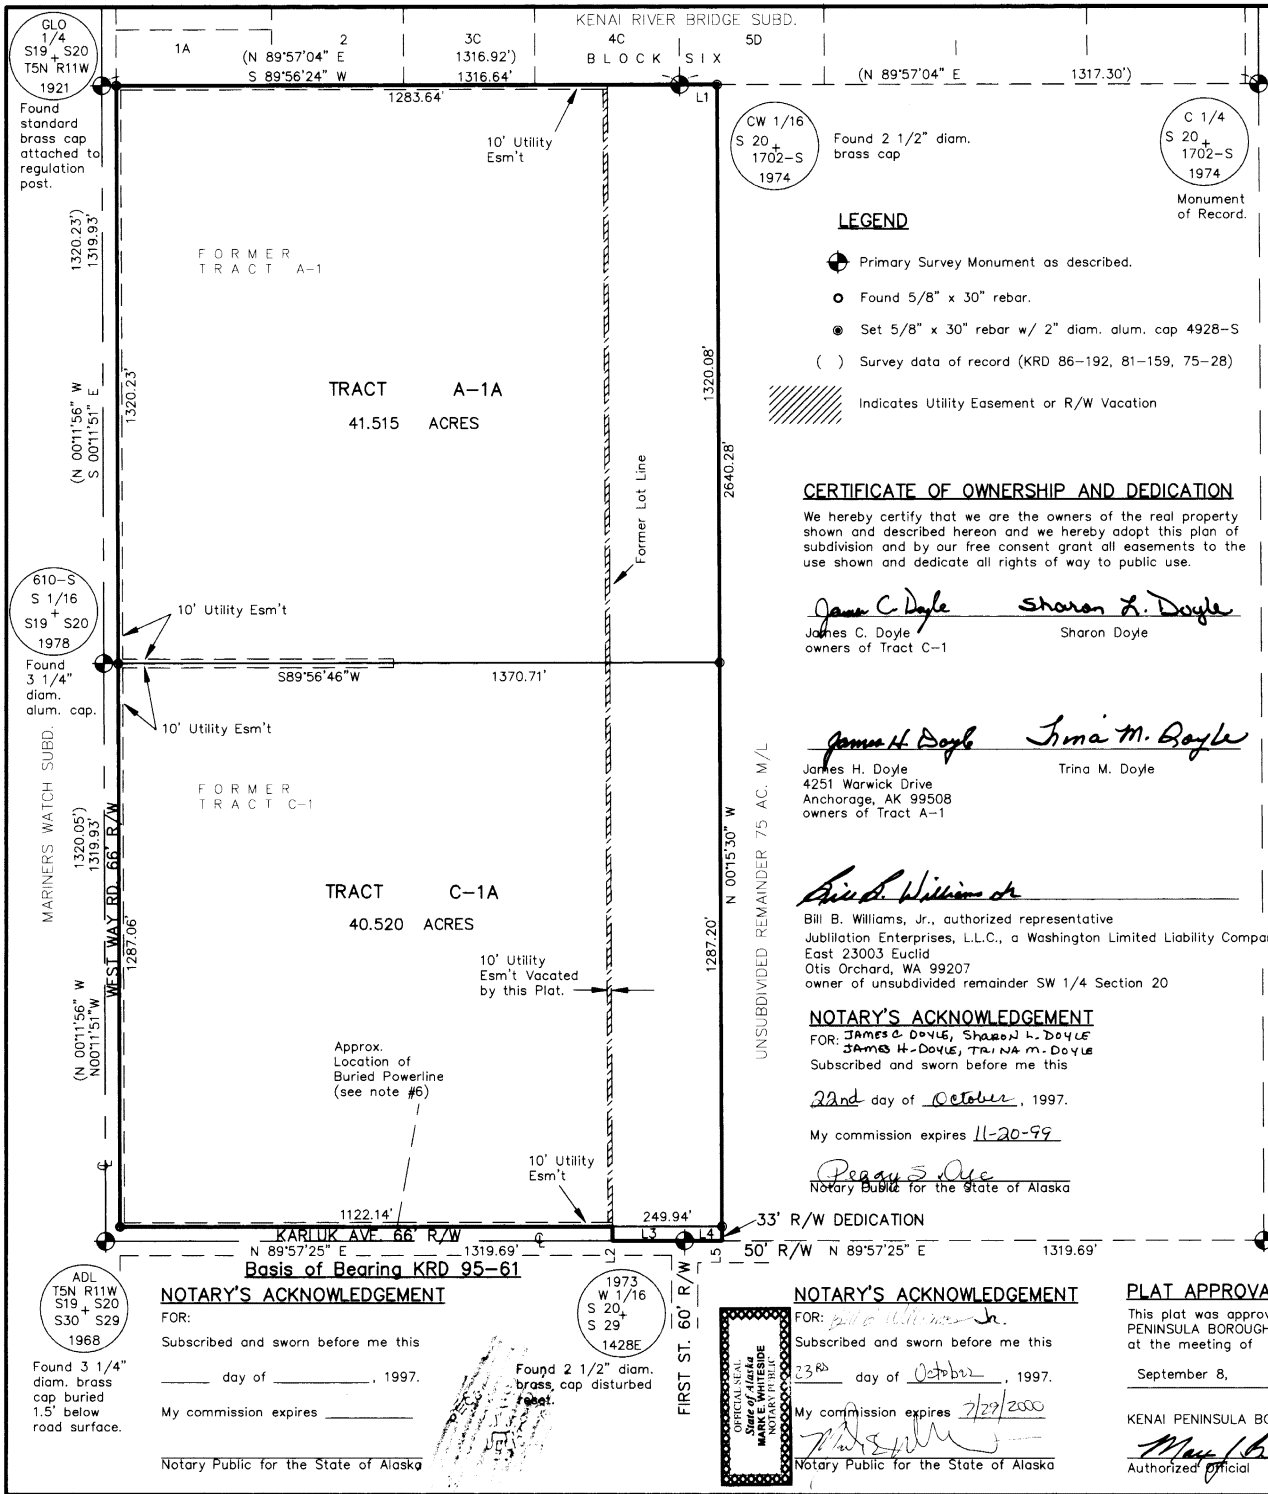 KENAI RIVER BRIDGE SUBD.
1A
2
3C
4C
5D
BLOCK SIX
(N 89°57'04" E 1316.92')
S 89°56'24" W 1316.64'
(N 89°57'04" E 1317.30')
GLO
1/4
S19 + S20
T5N R11W
1921
Found
standard
brass cap
attached to
regulation
post.
1283.64'
L1
10' Utility
Esm't
CW 1/16
S 20 +
1702-S
1974
Found 2 1/2" diam.
brass cap
C 1/4
S 20 +
1702-S
1974
Monument
of Record.
1320.23')
1319.93'
(N 00°11'56" W
S 00°11'51" E
1320.23'
FORMER
TRACT A-1
TRACT A-1A
41.515 ACRES
1320.08'
2640.28'
Former Lot Line
LEGEND
Primary Survey Monument as described.
Found 5/8" x 30" rebar.
Set 5/8" x 30" rebar w/ 2" diam. alum. cap 4928-S
( ) Survey data of record (KRD 86-192, 81-159, 75-28)
Indicates Utility Easement or R/W Vacation
CERTIFICATE OF OWNERSHIP AND DEDICATION
We hereby certify that we are the owners of the real property
shown and described hereon and we hereby adopt this plan of
subdivision and by our free consent grant all easements to the
use shown and dedicate all rights of way to public use.
James C. Doyle Sharon L. Doyle
James C. Doyle Sharon Doyle
owners of Tract C-1
610-S
S 1/16
+
S19 S20
1978
Found
3 1/4"
diam.
alum. cap.
10' Utility Esm't
S89°56'46"W 1370.71'
10' Utility Esm't
James H Doyle Trina M. Doyle
James H. Doyle Trina M. Doyle
4251 Warwick Drive
Anchorage, AK 99508
owners of Tract A-1
MARINERS WATCH SUBD.
1320.05')
1319.93'
(N 00°11'56" W
N00°11'51"W
WEST WAY RD. 66' R/W
1287.06'
FORMER
TRACT C-1
TRACT C-1A
40.520 ACRES
10' Utility
Esm't Vacated
by this Plat.
1287.20'
N 00°15'30" W
UNSUBDIVIDED REMAINDER 75 AC. M/L
Bill B. Williams Jr
Bill B. Williams, Jr., authorized representative
Jublilation Enterprises, L.L.C., a Washington Limited Liability Compa
East 23003 Euclid
Otis Orchard, WA 99207
owner of unsubdivided remainder SW 1/4 Section 20
NOTARY'S ACKNOWLEDGEMENT
FOR: JAMES C DOYLE, SHARON L. DOYLE
JAMES H. DOYLE, TRINA M. DOYLE
Subscribed and sworn before me this
22nd day of October, 1997.
My commission expires 11-20-99
Notary Public for the State of Alaska
Approx.
Location of
Buried Powerline
(see note #6)
10' Utility
Esm't
1122.14'
249.94'
33' R/W DEDICATION
KARLUK AVE. 66' R/W
L3
L4
L2
L5
N 89°57'25" E 1319.69'
50' R/W N 89°57'25" E 1319.69'
Basis of Bearing KRD 95-61
FIRST ST. 60' R/W
ADL
T5N R11W
S19 + S20
S30 S29
1968
Found 3 1/4"
diam. brass
cap buried
1.5' below
road surface.
NOTARY'S ACKNOWLEDGEMENT
FOR:
Subscribed and sworn before me this
day of , 1997.
My commission expires
Notary Public for the State of Alaska
1973
W 1/16
S 20 +
S 29
1428E
Found 2 1/2" diam.
brass cap disturbed
reset.
OFFICIAL SEAL
State of Alaska
MARK E. WHITESIDE
NOTARY PUBLIC
NOTARY'S ACKNOWLEDGEMENT
FOR: Bill B Williams Jr.
Subscribed and sworn before me this
23RD day of October, 1997.
My commission expires 7/29/2000
Notary Public for the State of Alaska
PLAT APPROVA
This plat was approv
PENINSULA BOROUGH
at the meeting of
September 8,
KENAI PENINSULA BO
Authorized Official